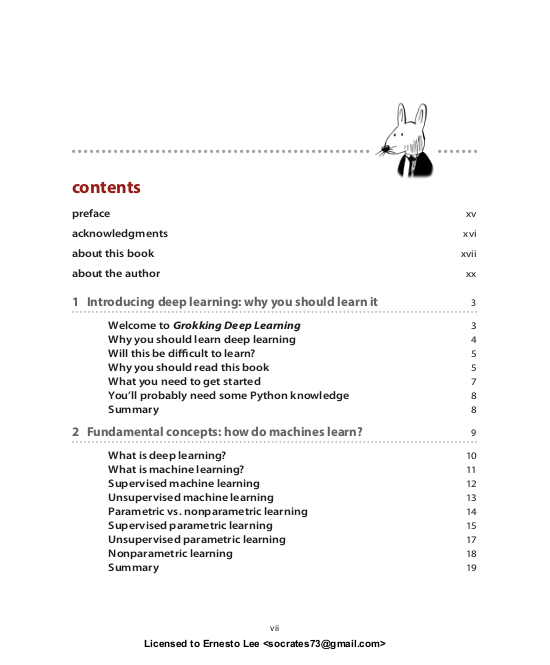 contents
preface xv
acknowledgments xvi
about this book xvii
about the author xx
1 Introducing deep learning: why you should learn it 3
Welcome to Grokking Deep Learning 3
Why you should learn deep learning 4
Will this be difficult to learn? 5
Why you should read this book 5
What you need to get started 7
You’ll probably need some Python knowledge 8
Summary 8
2 Fundamental concepts: how do machines learn? 9
What is deep learning? 10
What is machine learning? 11
Supervised machine learning 12
Unsupervised machine learning 13
Parametric vs. nonparametric learning 14
Supervised parametric learning 15
Unsupervised parametric learning 17
Nonparametric learning 18
Summary 19
vii
Licensed to Ernesto Lee <socrates73@gmail.com>